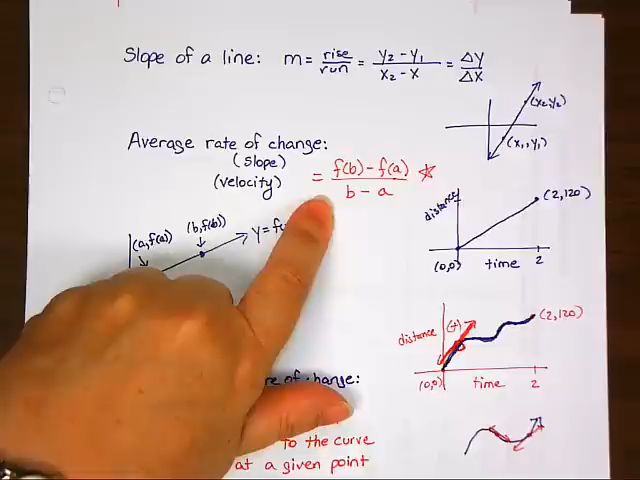 Slope of a line: m = rise/run = y₂ - y₁/x₂ - x = Δy/Δx
(x₂, y₂)
(x₁, y₁)
Average rate of change:
(slope)
(velocity)
= f(b) - f(a)/b - a ☆
(a, f(a))
(b, f(b))
y = f
distance
(2, 120)
(0,0) time 2
distance
(+)
(2, 120)
(0,0) time 2
of change:
to the curve
at a given point